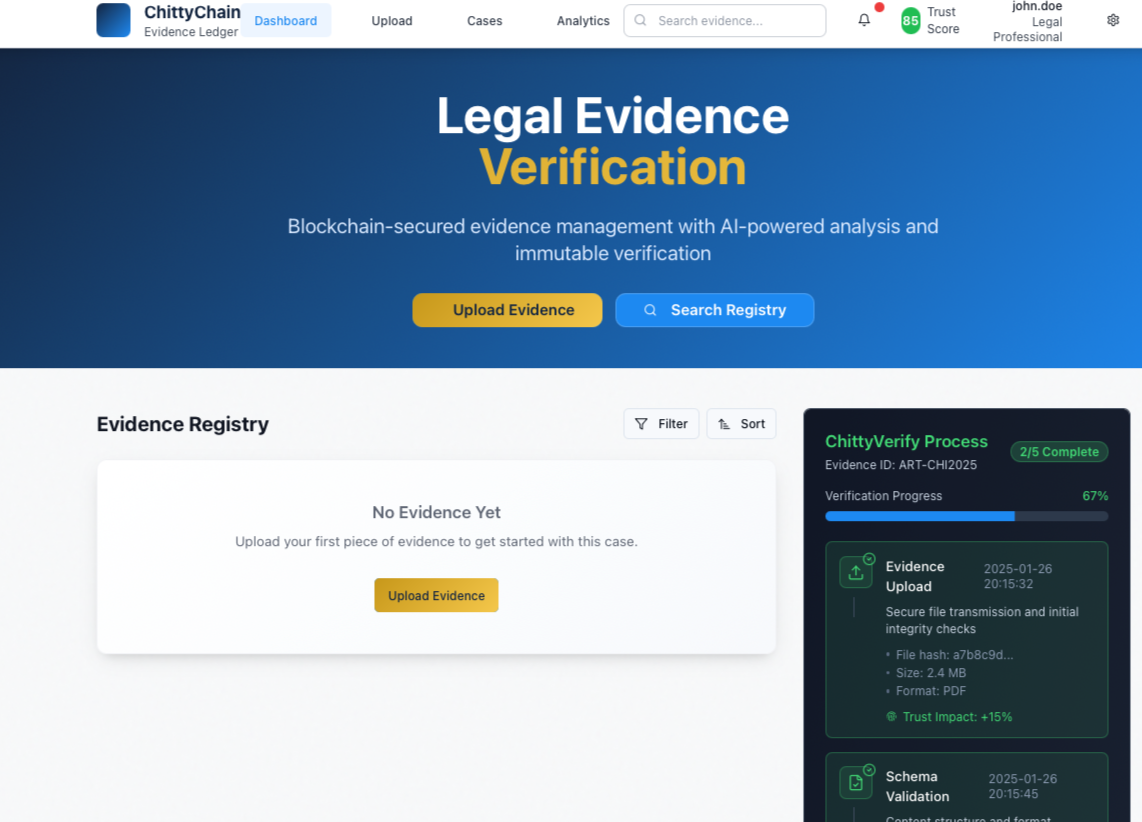 ChittyChain
Evidence Ledger
Dashboard
Upload
Cases
Analytics
Search evidence...
85
Trust
Score
john.doe
Legal
Professional
Legal Evidence
Verification
Blockchain-secured evidence management with AI-powered analysis and
immutable verification
Upload Evidence
Search Registry
Evidence Registry
Filter
Sort
No Evidence Yet
Upload your first piece of evidence to get started with this case.
Upload Evidence
ChittyVerify Process
2/5 Complete
Evidence ID: ART-CHI2025
Verification Progress
67%
Evidence
Upload
2025-01-26
20:15:32
Secure file transmission and initial
integrity checks
• File hash: a7b8c9d...
• Size: 2.4 MB
• Format: PDF
Trust Impact: +15%
Schema
Validation
2025-01-26
20:15:45
Content structure and format